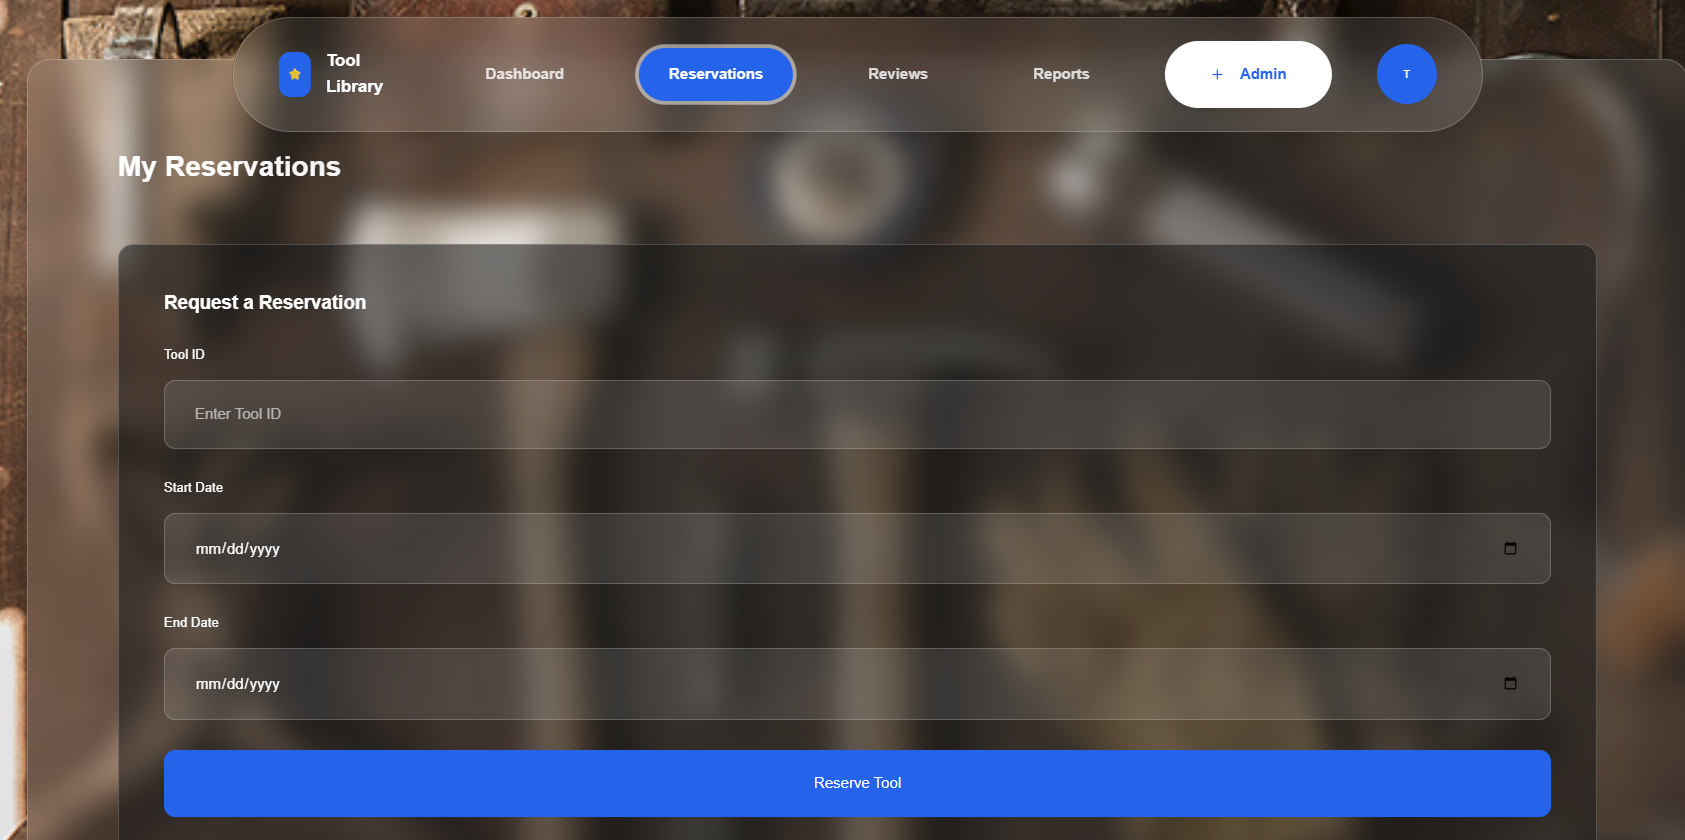 Tool
Library
Dashboard
Reservations
Reviews
Reports
+ Admin
T
My Reservations
Request a Reservation
Tool ID
Enter Tool ID
Start Date
mm/dd/yyyy
End Date
mm/dd/yyyy
Reserve Tool